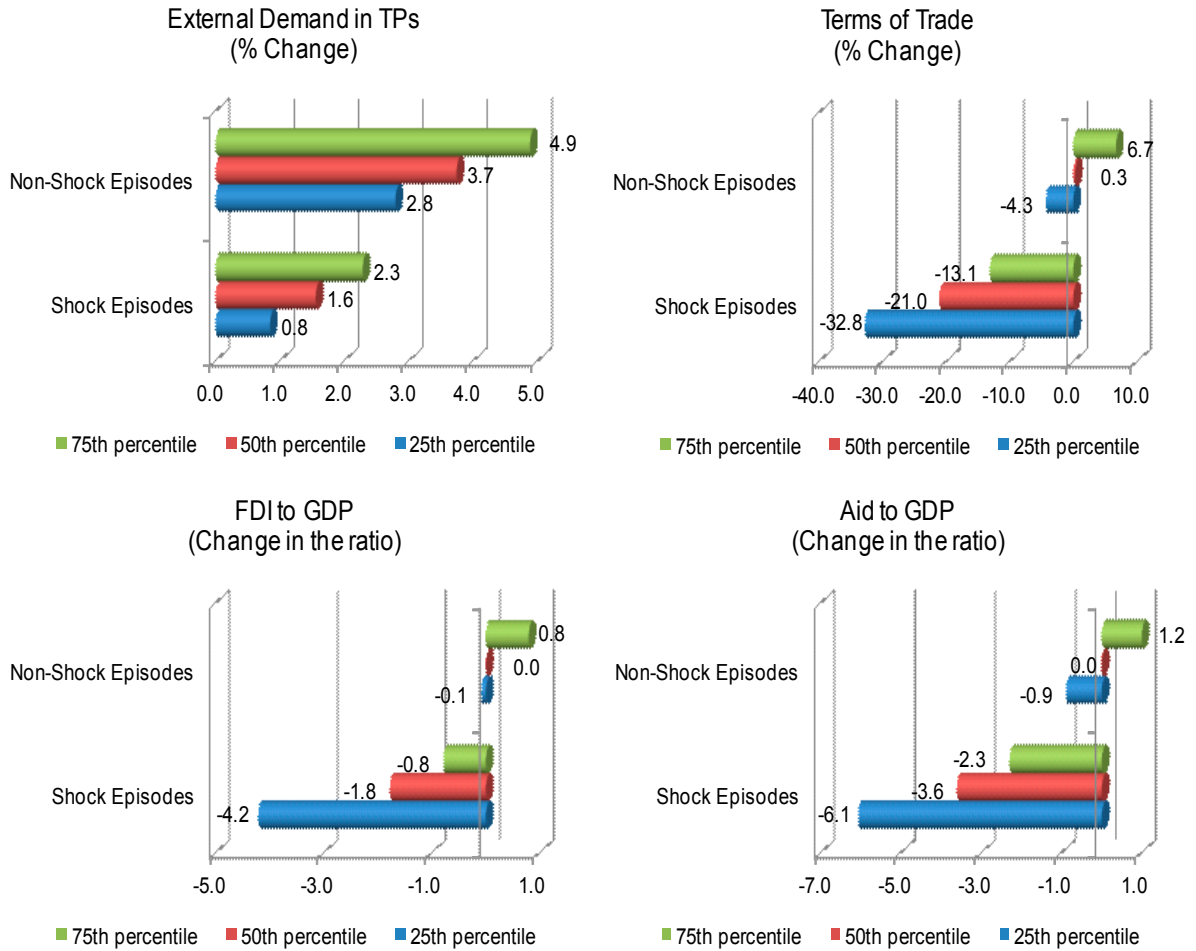 External Demand in TPs
(% Change)
Non-Shock Episodes
4.9
3.7
2.8
Shock Episodes
2.3
1.6
0.8
0.0 1.0 2.0 3.0 4.0 5.0
75th percentile 50th percentile 25th percentile
Terms of Trade
(% Change)
Non-Shock Episodes
6.7
0.3
-4.3
Shock Episodes
-13.1
-21.0
-32.8
-40.0 -30.0 -20.0 -10.0 0.0 10.0
75th percentile 50th percentile 25th percentile
FDI to GDP
(Change in the ratio)
Non-Shock Episodes
0.8
0.0
-0.1
Shock Episodes
-0.8
-1.8
-4.2
-5.0 -3.0 -1.0 1.0
75th percentile 50th percentile 25th percentile
Aid to GDP
(Change in the ratio)
Non-Shock Episodes
1.2
0.0
-0.9
Shock Episodes
-2.3
-3.6
-6.1
-7.0 -5.0 -3.0 -1.0 1.0
75th percentile 50th percentile 25th percentile